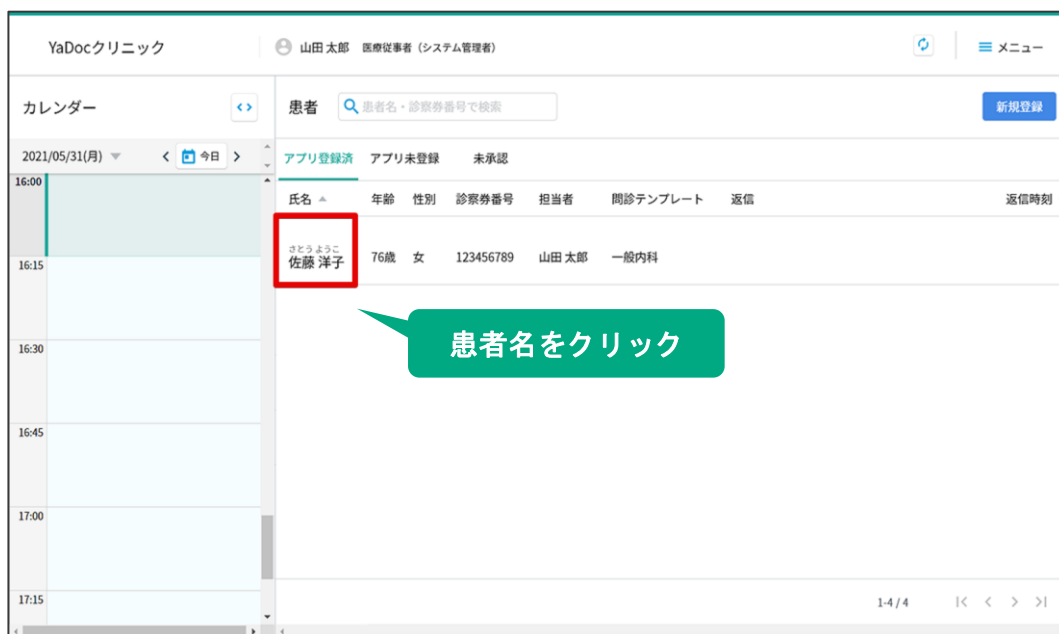 YaDocクリニック
山田 太郎 医療従事者（システム管理者）
メニュー
カレンダー
患者
患者名・診察券番号で検索
新規登録
2021/05/31(月)
今日
アプリ登録済 アプリ未登録 未承認
氏名 年齢 性別 診察券番号 担当者 問診テンプレート 返信 返信時刻
さとう ようこ
佐藤 洋子 76歳 女 123456789 山田 太郎 一般内科
患者名をクリック
16:00
16:15
16:30
16:45
17:00
17:15
1-4 / 4